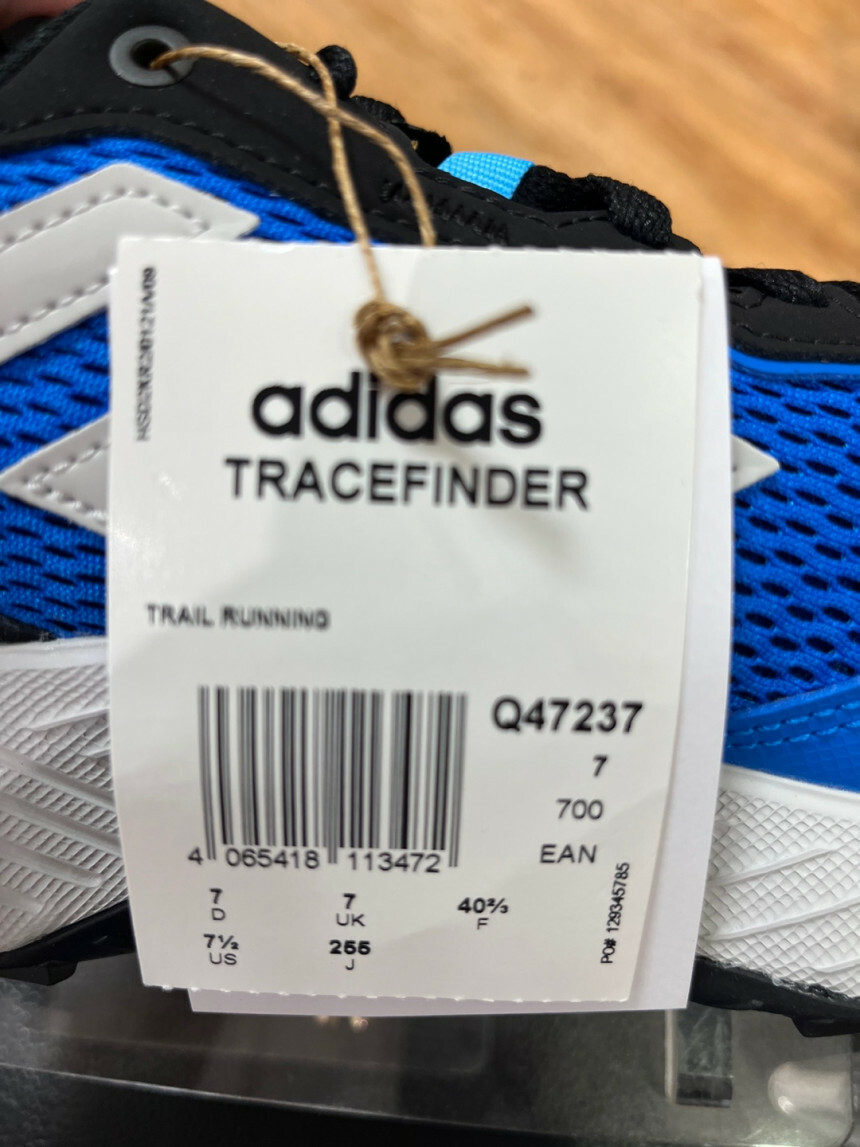 adidas
TRACEFINDER
TRAIL RUNNING
Q47237
7
700
EAN
4 065418 113472
7 7 40⅔
D UK F
7½ 255
US J
PO# 129345785